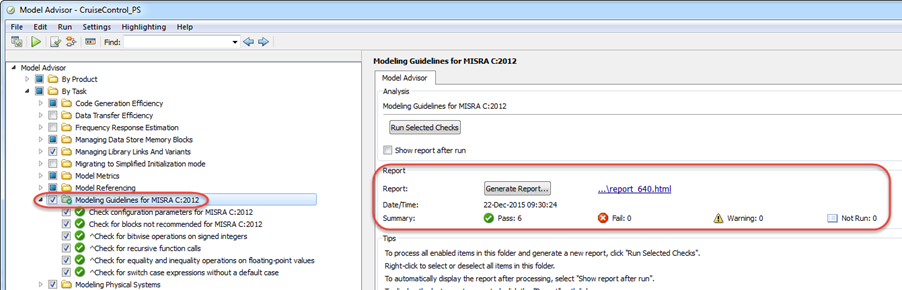 Model Advisor - CruiseControl_PS
File Edit Run Settings Highlighting Help
Find:
Model Advisor
By Product
By Task
Code Generation Efficiency
Data Transfer Efficiency
Frequency Response Estimation
Managing Data Store Memory Blocks
Managing Library Links And Variants
Migrating to Simplified Initialization mode
Model Metrics
Model Referencing
Modeling Guidelines for MISRA C:2012
Check configuration parameters for MISRA C:2012
Check for blocks not recommended for MISRA C:2012
^Check for bitwise operations on signed integers
^Check for recursive function calls
^Check for equality and inequality operations on floating-point values
^Check for switch case expressions without a default case
Modeling Physical Systems
Modeling Guidelines for MISRA C:2012
Model Advisor
Analysis
Modeling Guidelines for MISRA C:2012
Run Selected Checks
Show report after run
Report
Report: Generate Report... ...\report_640.html
Date/Time: 22-Dec-2015 09:30:24
Summary: Pass: 6 Fail: 0 Warning: 0 Not Run: 0
Tips
To process all enabled items in this folder and generate a new report, click "Run Selected Checks".
Right-click to select or deselect all items in this folder.
To automatically display the report after processing, select "Show report after run".